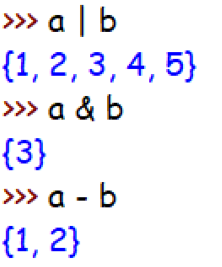 >>> a | b
{1, 2, 3, 4, 5}
>>> a & b
{3}
>>> a - b
{1, 2}